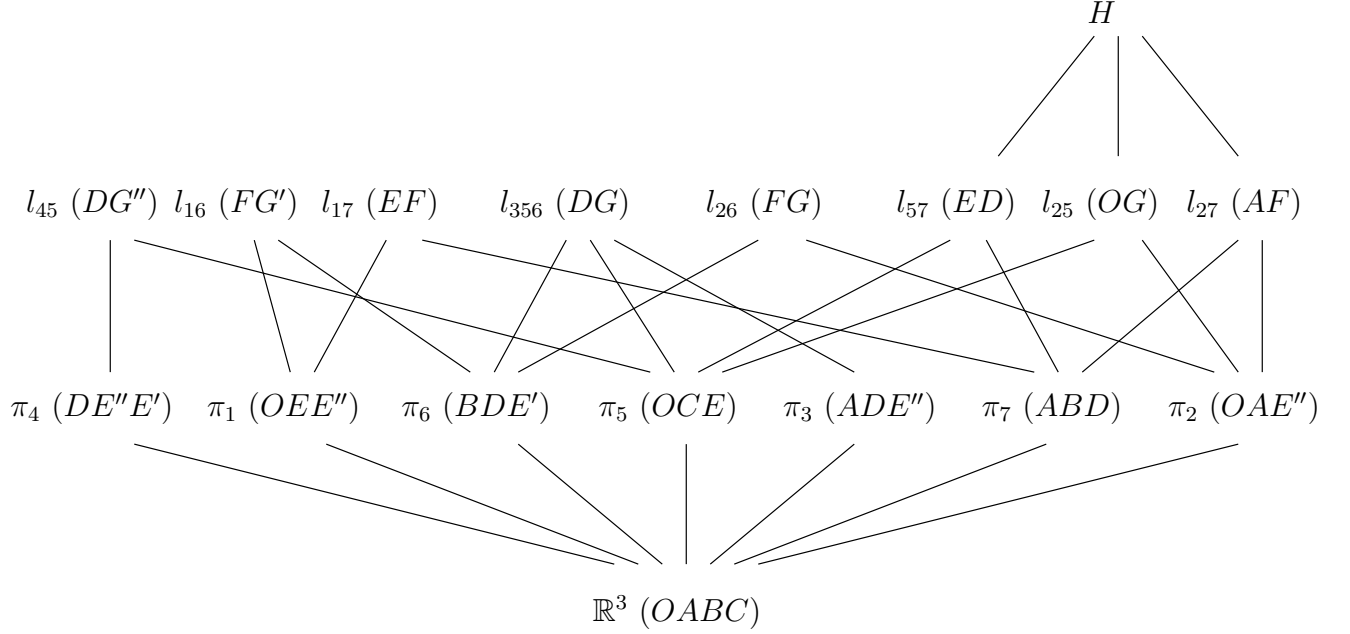 H
l₄₅ (DG″) l₁₆ (FG′) l₁₇ (EF) l₃₅₆ (DG) l₂₆ (FG) l₅₇ (ED) l₂₅ (OG) l₂₇ (AF)
π₄ (DE″E′) π₁ (OEE″) π₆ (BDE′) π₅ (OCE) π₃ (ADE″) π₇ (ABD) π₂ (OAE″)
ℝ³ (OABC)